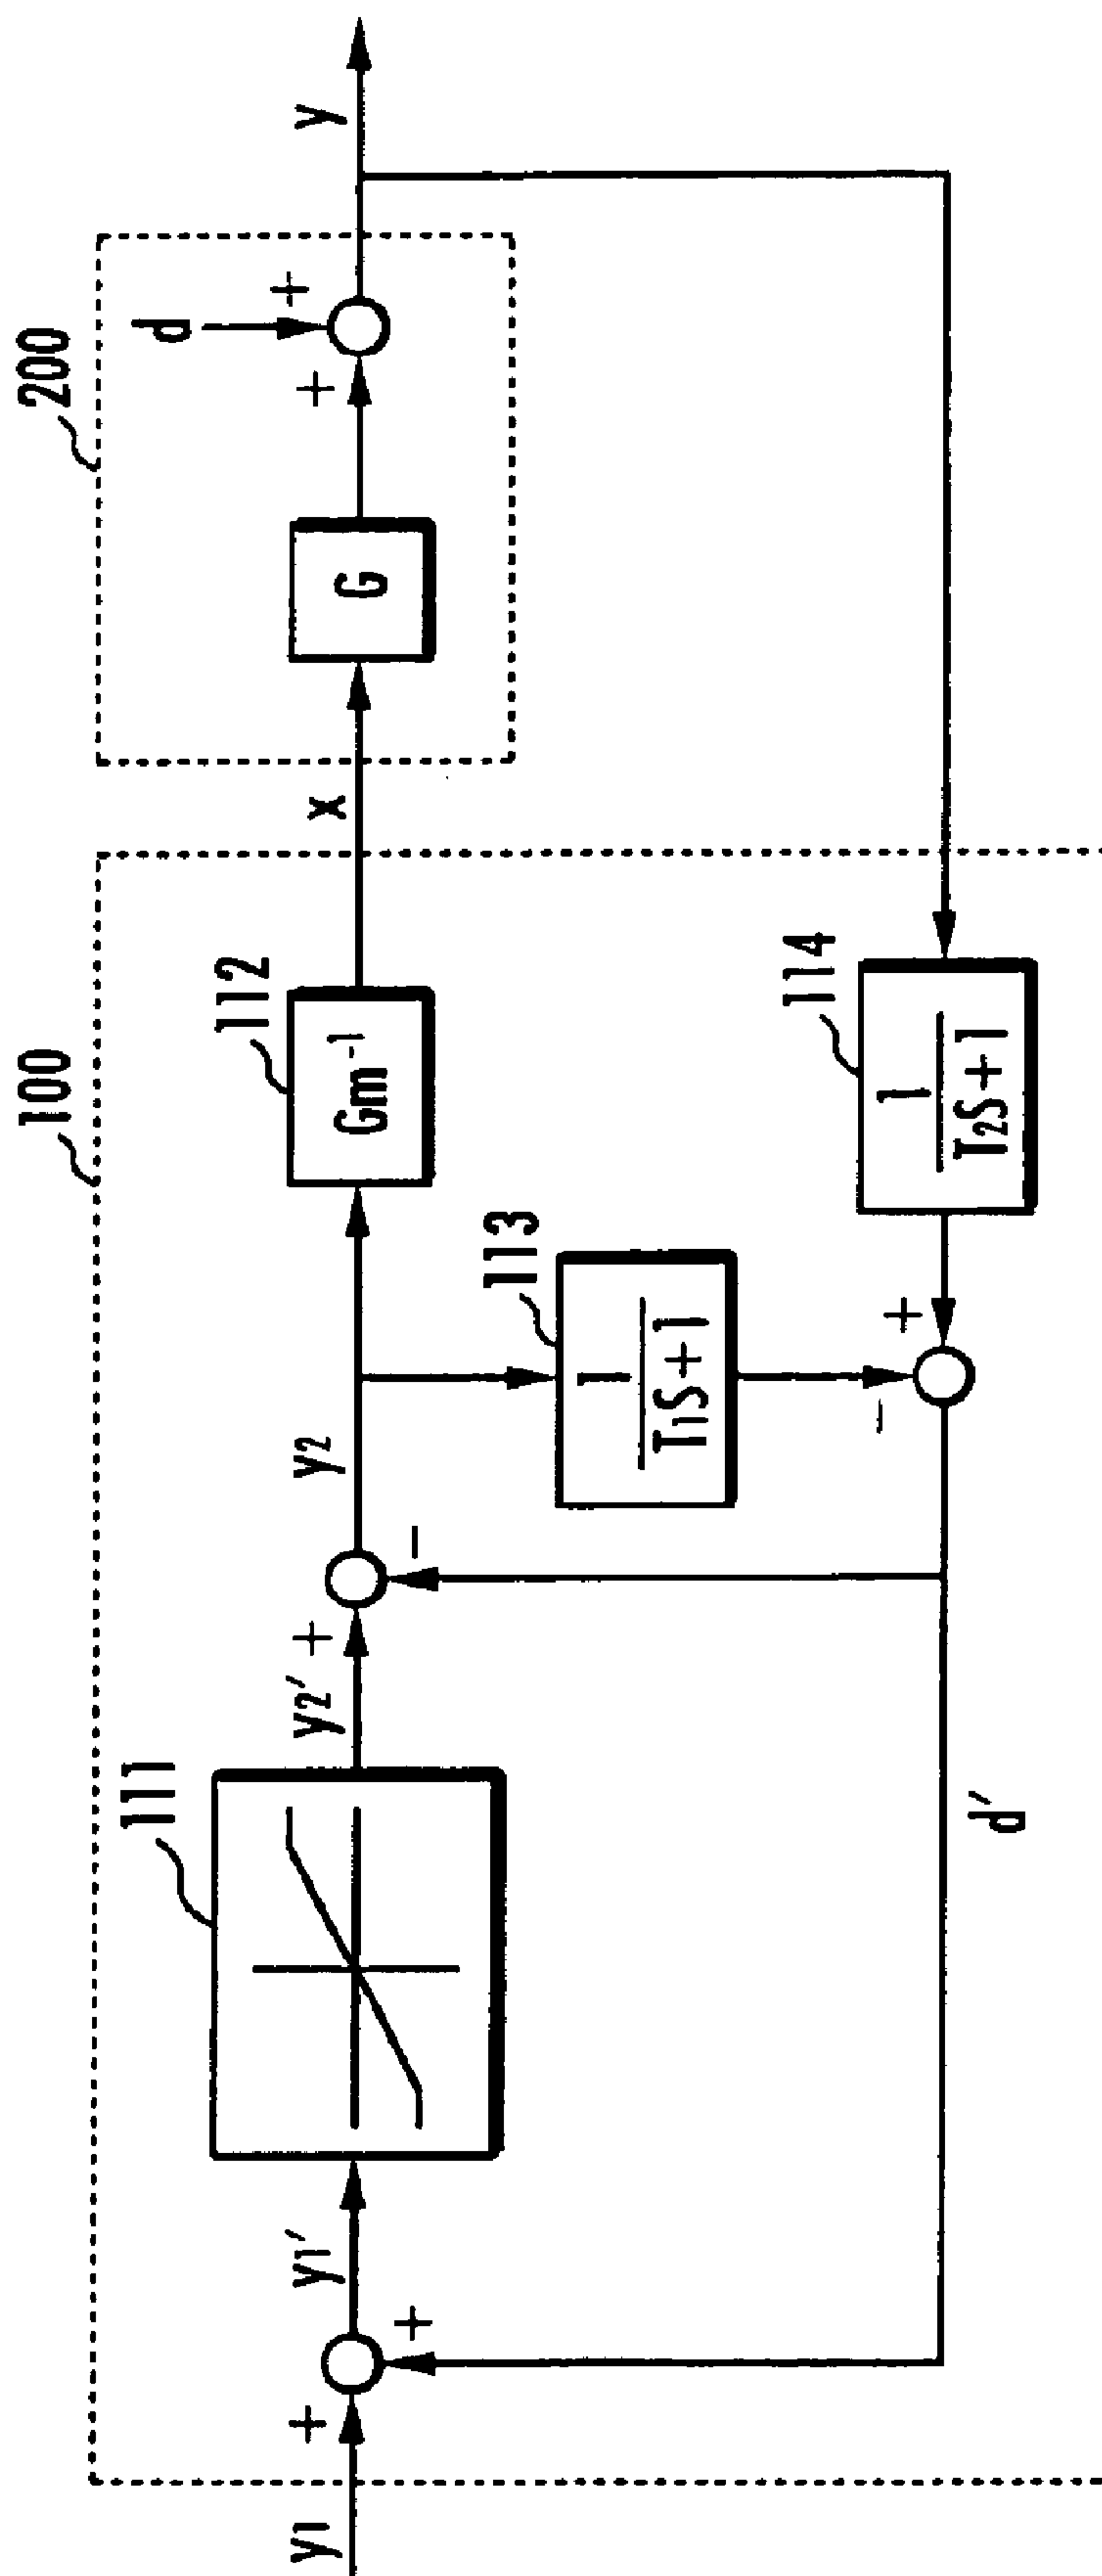 100
200
111
112
113
114
y1
+
+
y1′
y2′
+
-
y2
Gm⁻¹
x
G
+
d
+
y
1
T1S+1
1
T2S+1
-
+
d′